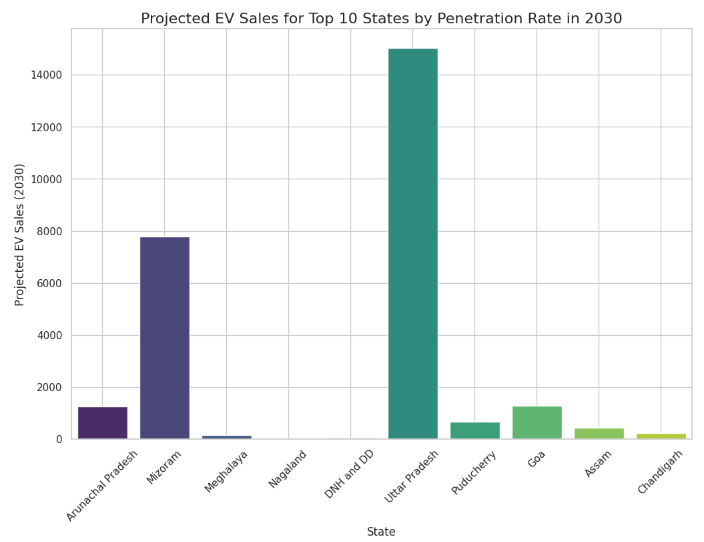 Projected EV Sales for Top 10 States by Penetration Rate in 2030
Projected EV Sales (2030)
14000
12000
10000
8000
6000
4000
2000
0
Arunachal Pradesh
Mizoram
Meghalaya
Nagaland
DNH and DD
Uttar Pradesh
Puducherry
Goa
Assam
Chandigarh
State